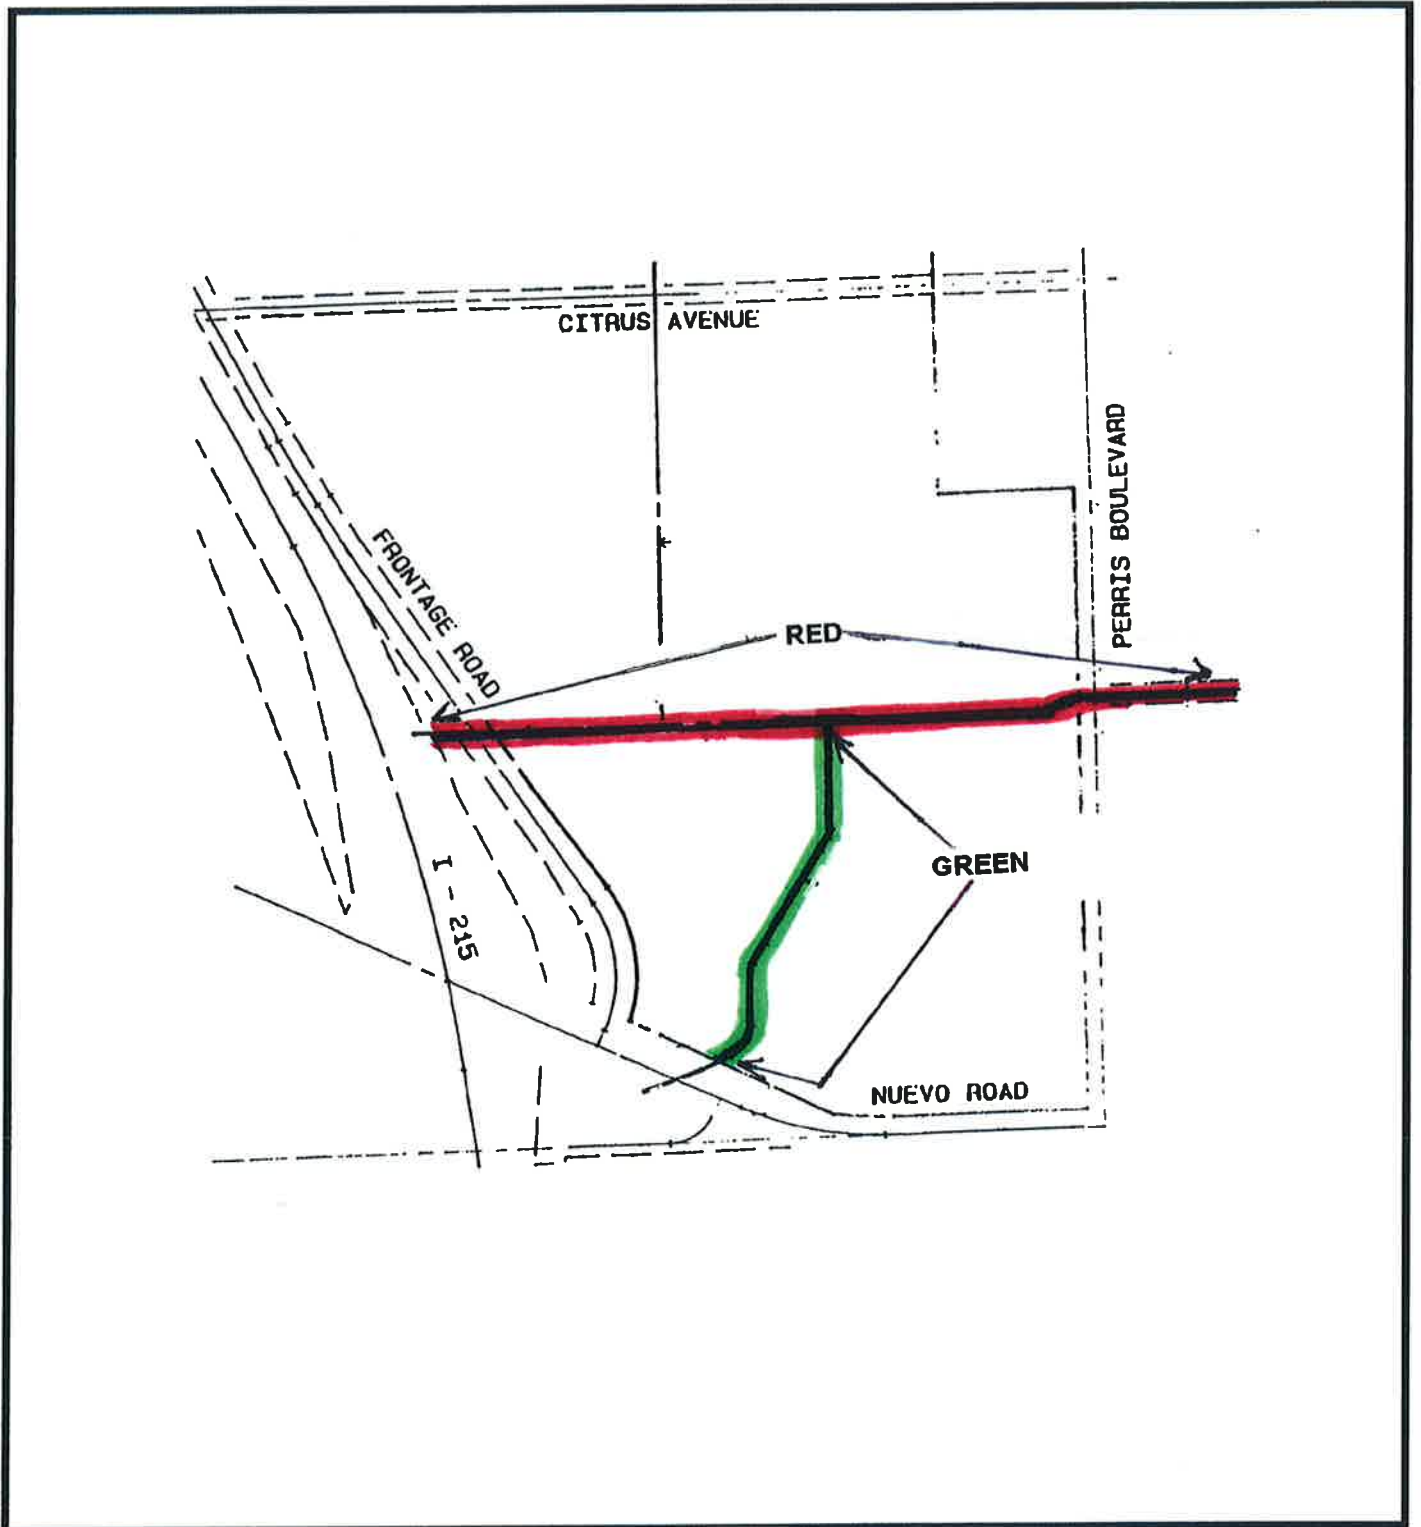 CITRUS AVENUE
PERRIS BOULEVARD
FRONTAGE ROAD
RED
I - 215
GREEN
NUEVO ROAD